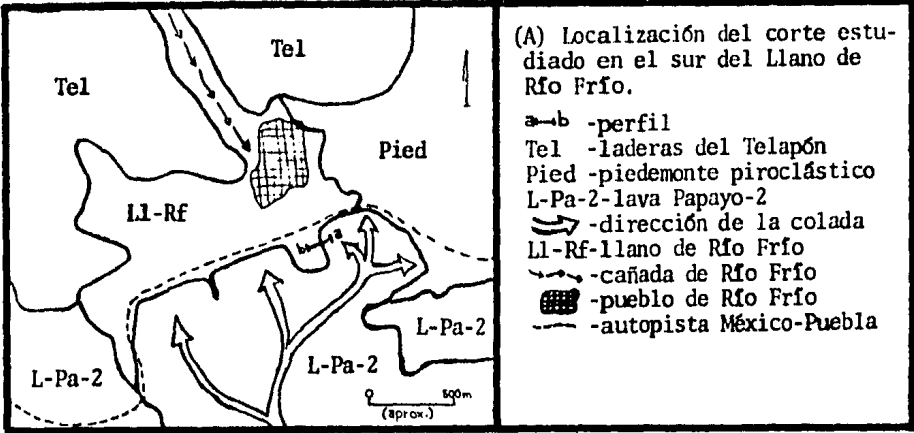 Tel
Tel
Pied
Ll-Rf
b a
L-Pa-2
L-Pa-2
L-Pa-2
0 500m
(aprox.)
(A) Localización del corte estu-
diado en el sur del Llano de
Río Frío.
a b -perfil
Tel -laderas del Telapón
Pied -piedemonte piroclástico
L-Pa-2-lava Papayo-2
-dirección de la colada
Ll-Rf-llano de Río Frío
-cañada de Río Frío
-pueblo de Río Frío
-autopista México-Puebla